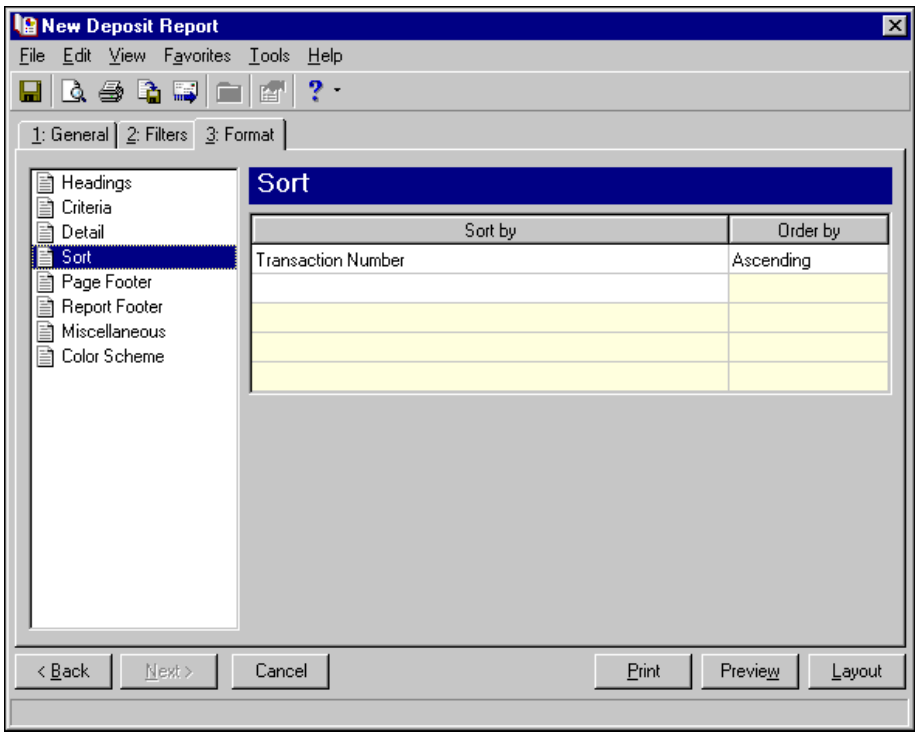 New Deposit Report
File Edit View Favorites Tools Help
?
1: General 2: Filters 3: Format
Headings
Criteria
Detail
Sort
Page Footer
Report Footer
Miscellaneous
Color Scheme
Sort
Sort by Order by
Transaction Number Ascending
< Back Next > Cancel Print Preview Layout